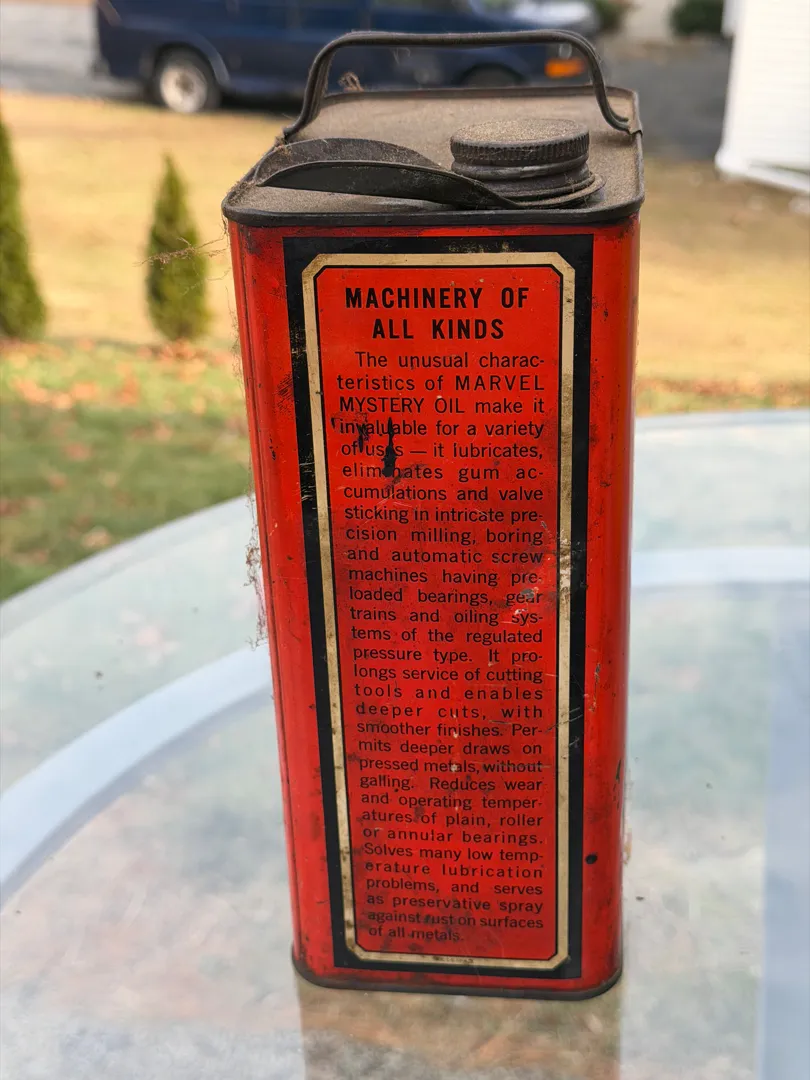 MACHINERY OF
ALL KINDS
The unusual charac-
teristics of MARVEL
MYSTERY OIL make it
invaluable for a variety
of uses — it lubricates,
eliminates gum ac-
cumulations and valve
sticking in intricate pre-
cision milling, boring
and automatic screw
machines having pre-
loaded bearings, gear
trains and oiling sys-
tems of the regulated
pressure type. It pro-
longs service of cutting
tools and enables
deeper cuts, with
smoother finishes. Per-
mits deeper draws on
pressed metals, without
galling. Reduces wear
and operating temper-
atures of plain, roller
or annular bearings.
Solves many low temp-
erature lubrication
problems, and serves
as preservative spray
against rust on surfaces
of all metals.